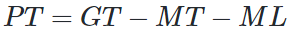 PT = GT − MT − ML